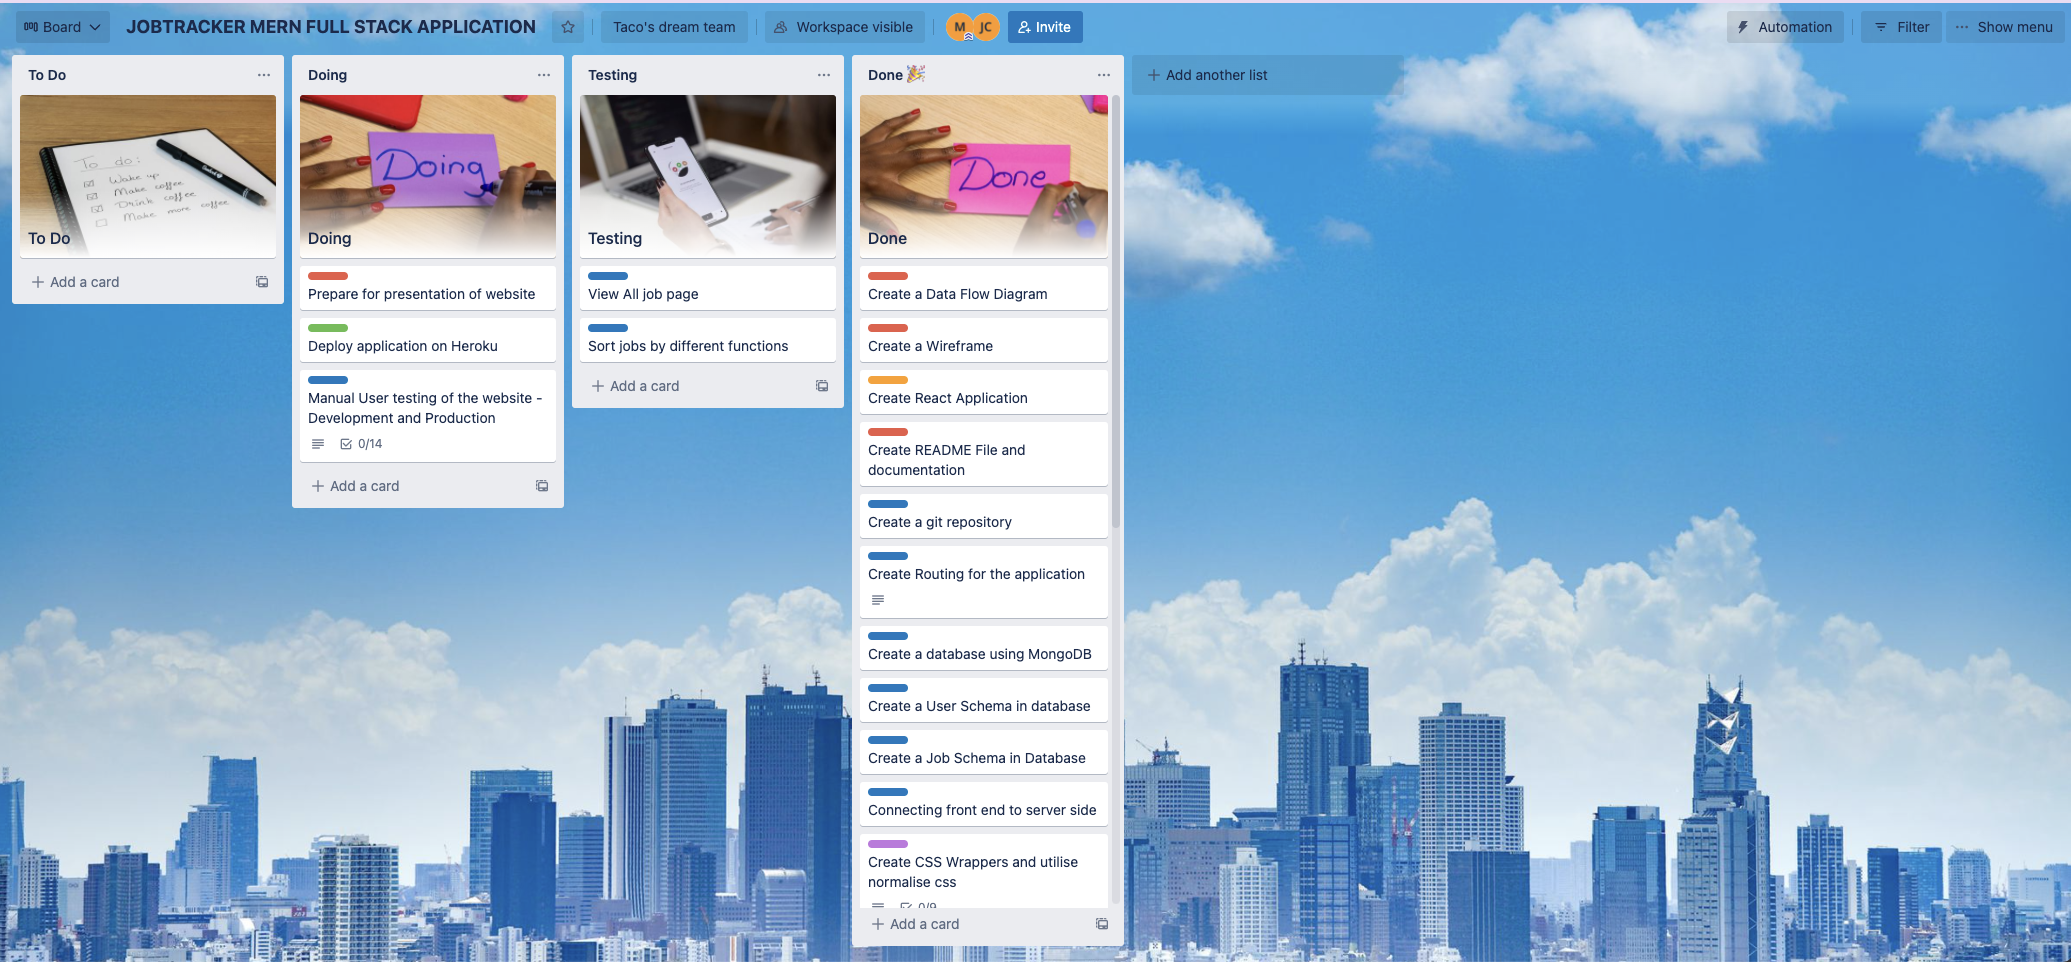 Board
JOBTRACKER MERN FULL STACK APPLICATION
Taco's dream team
Workspace visible
M
JC
Invite
Automation
Filter
Show menu
To Do
To do:
Wake up
Make coffee
Drink coffee
Make more coffee
To Do
Add a card
Doing
Doing
Doing
Prepare for presentation of website
Deploy application on Heroku
Manual User testing of the website -
Development and Production
0/14
Add a card
Testing
Testing
View All job page
Sort jobs by different functions
Add a card
Done 🎉
Done
Done
Create a Data Flow Diagram
Create a Wireframe
Create React Application
Create README File and
documentation
Create a git repository
Create Routing for the application
Create a database using MongoDB
Create a User Schema in database
Create a Job Schema in Database
Connecting front end to server side
Create CSS Wrappers and utilise
normalise css
0/9
Add a card
Add another list